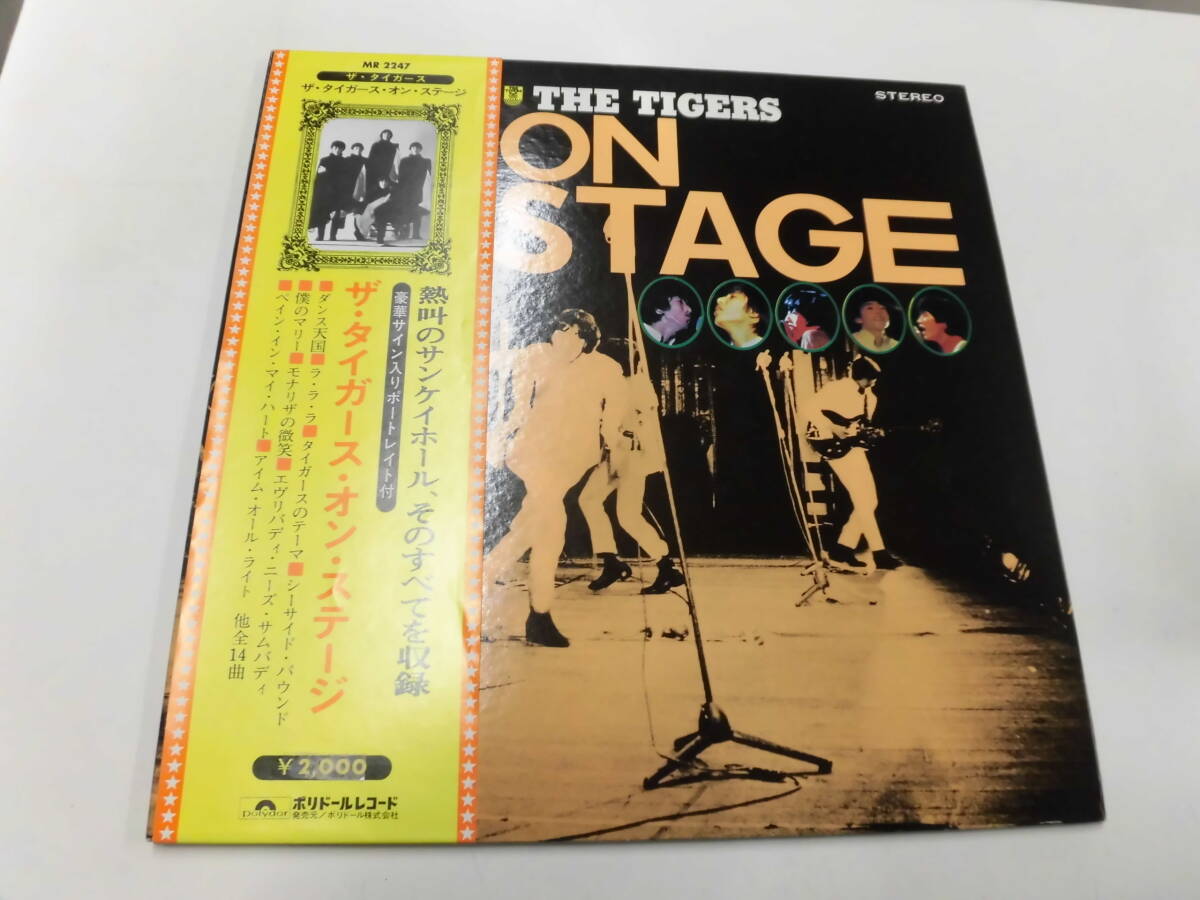 MR 2247
ザ・タイガース
ザ・タイガース・オン・ステージ
熱叫のサンケイホール、そのすべてを収録
豪華サイン入りポートレイト付
ザ・タイガース・オン・ステージ
■ダンス天国■ラ・ラ・ラ■タイガースのテーマ■シーサイド・バウンド
■僕のマリー■モナリザの微笑■エヴリバディ・ニーズ・サムバディ
■ペイン・イン・マイ・ハート■アイム・オール・ライト 他全14曲
¥2,000
polydor
ポリドールレコード
発売元/ポリドール株式会社
THE TIGERS
STEREO
ON
STAGE